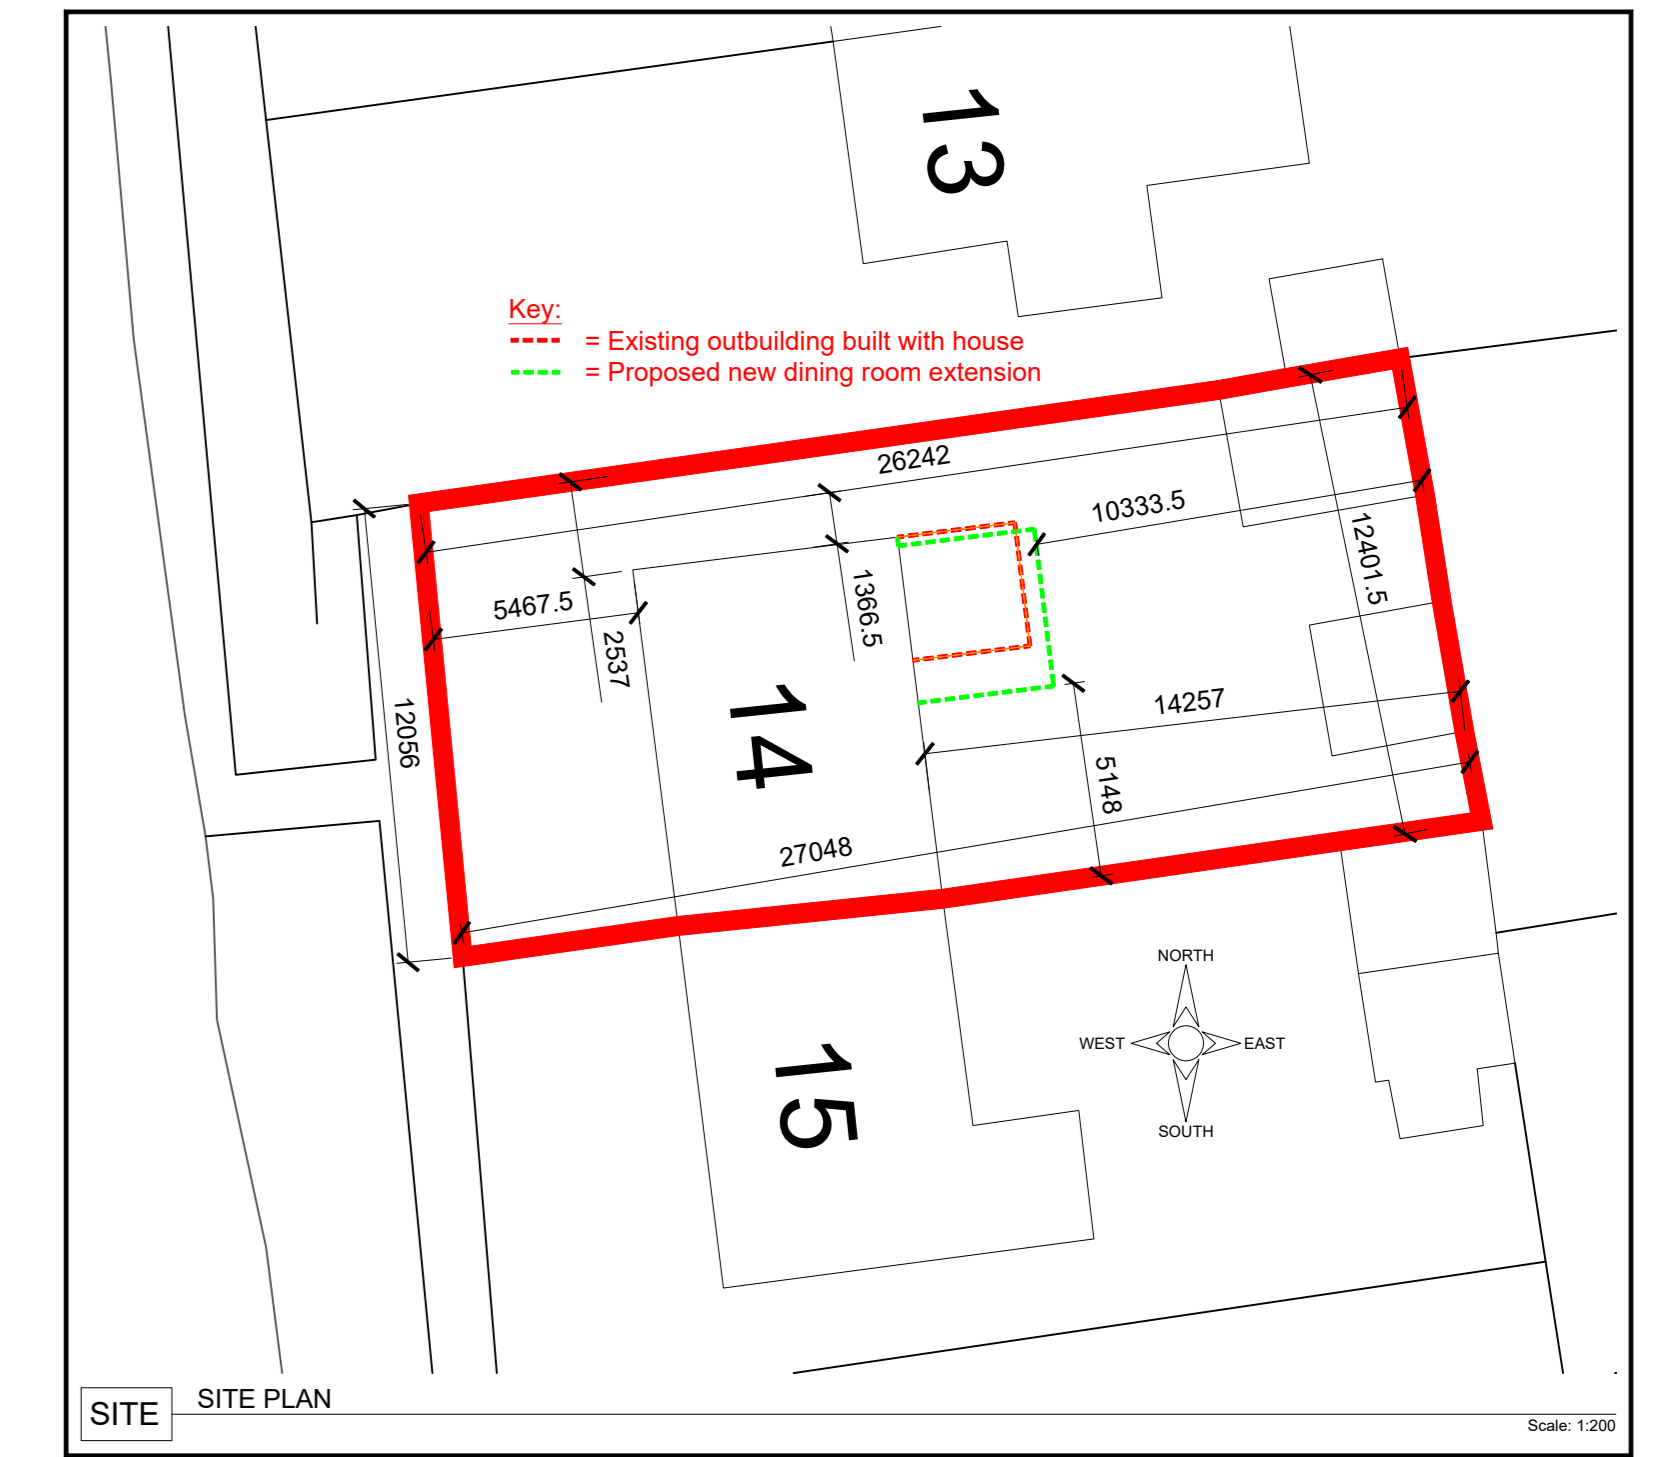 13
Key:
= Existing outbuilding built with house
= Proposed new dining room extension
26242
10333.5
12401.5
5467.5
1366.5
2537
12056
14
14257
5148
27048
NORTH
WEST
EAST
SOUTH
15
SITE
SITE PLAN
Scale: 1:200